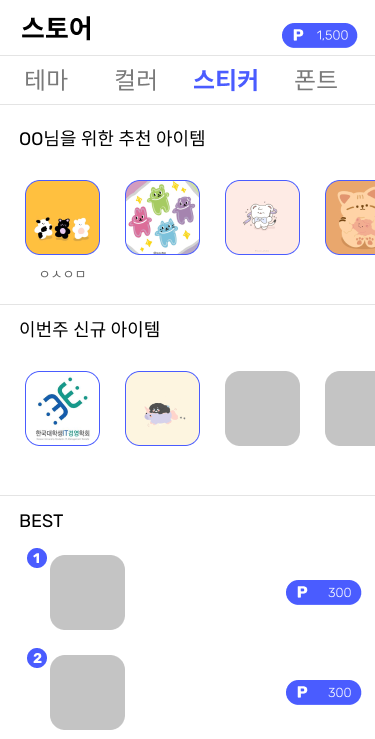 스토어
P 1,500
테마 컬러 스티커 폰트
OO님을 위한 추천 아이템
ㅇㅅㅇㅁ
이번주 신규 아이템
한국대학생IT경영학회
BEST
1
P 300
2
P 300